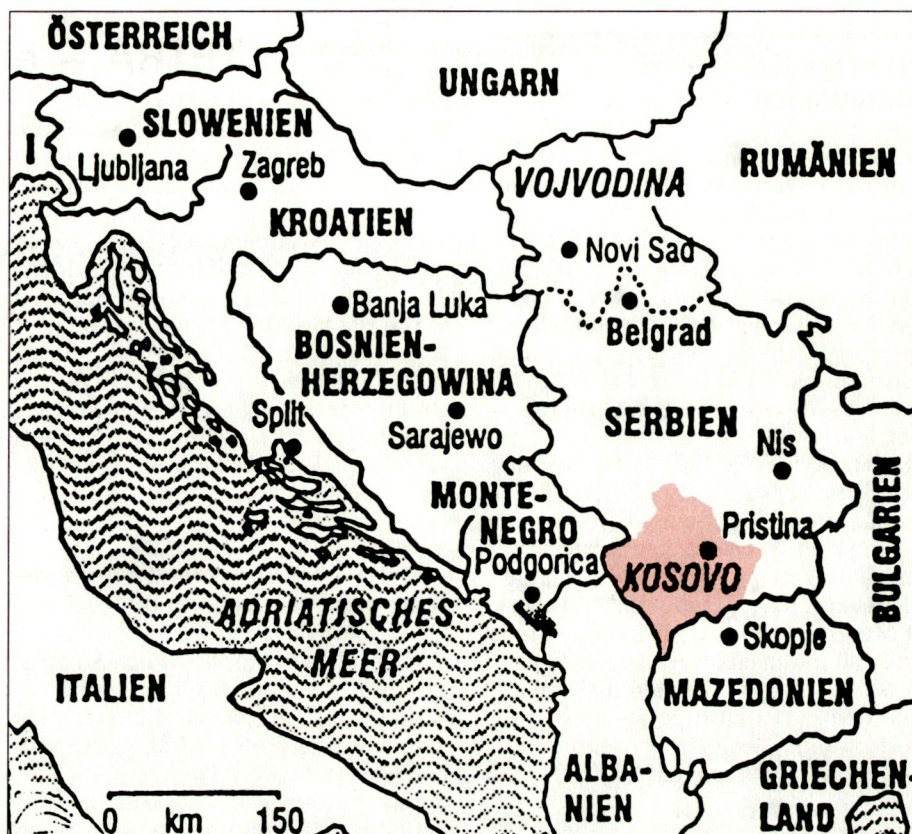 ÖSTERREICH
UNGARN
SLOWENIEN
I
Ljubljana
Zagreb
RUMÄNIEN
VOJVODINA
KROATIEN
Novi Sad
Banja Luka
Belgrad
BOSNIEN-
HERZEGOWINA
Split
Sarajewo
SERBIEN
Nis
MONTE-
NEGRO
Podgorica
Pristina
KOSOVO
BULGARIEN
ADRIATISCHES
MEER
Skopje
ITALIEN
MAZEDONIEN
ALBA-
NIEN
GRIECHEN-
LAND
0 km 150